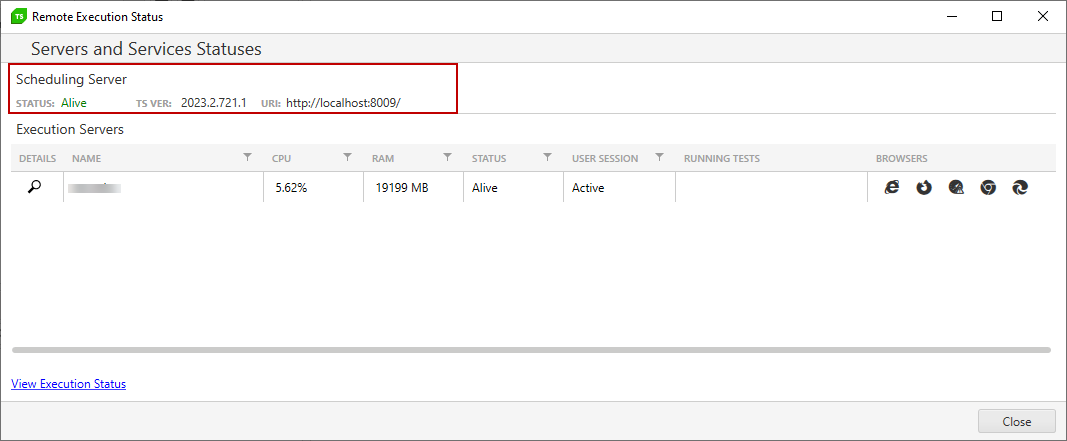 TS Remote Execution Status
Servers and Services Statuses
Scheduling Server
STATUS: Alive TS VER: 2023.2.721.1 URI: http://localhost:8009/
Execution Servers
DETAILS NAME CPU RAM STATUS USER SESSION RUNNING TESTS BROWSERS
5.62% 19199 MB Alive Active
View Execution Status
Close